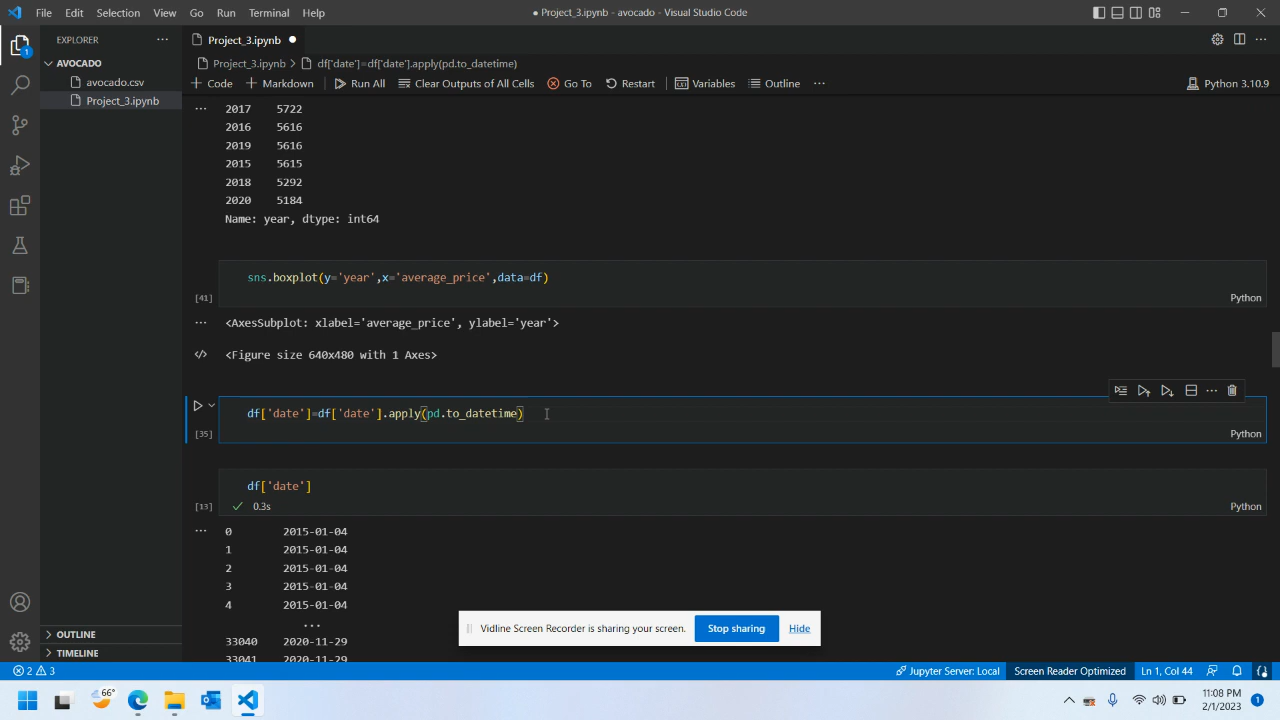 File Edit Selection View Go Run Terminal Help
● Project_3.ipynb - avocado - Visual Studio Code
EXPLORER ···
Project_3.ipynb ●
AVOCADO
avocado.csv
Project_3.ipynb
Project_3.ipynb > df['date']=df['date'].apply(pd.to_datetime)
+ Code + Markdown Run All Clear Outputs of All Cells Go To Restart Variables Outline ··· Python 3.10.9
··· 2017 5722
2016 5616
2019 5616
2015 5615
2018 5292
2020 5184
Name: year, dtype: int64
sns.boxplot(y='year',x='average_price',data=df)
[41] Python
··· <AxesSubplot: xlabel='average_price', ylabel='year'>
</> <Figure size 640x480 with 1 Axes>
df['date']=df['date'].apply(pd.to_datetime)
[35] Python
df['date']
[13] ✓ 0.3s Python
··· 0 2015-01-04
1 2015-01-04
2 2015-01-04
3 2015-01-04
4 2015-01-04
...
33040 2020-11-29
33041 2020-11-29
Vidline Screen Recorder is sharing your screen. Stop sharing Hide
OUTLINE
TIMELINE
2 3 Jupyter Server: Local Screen Reader Optimized Ln 1, Col 44
1
66°
11:08 PM
2/1/2023
1